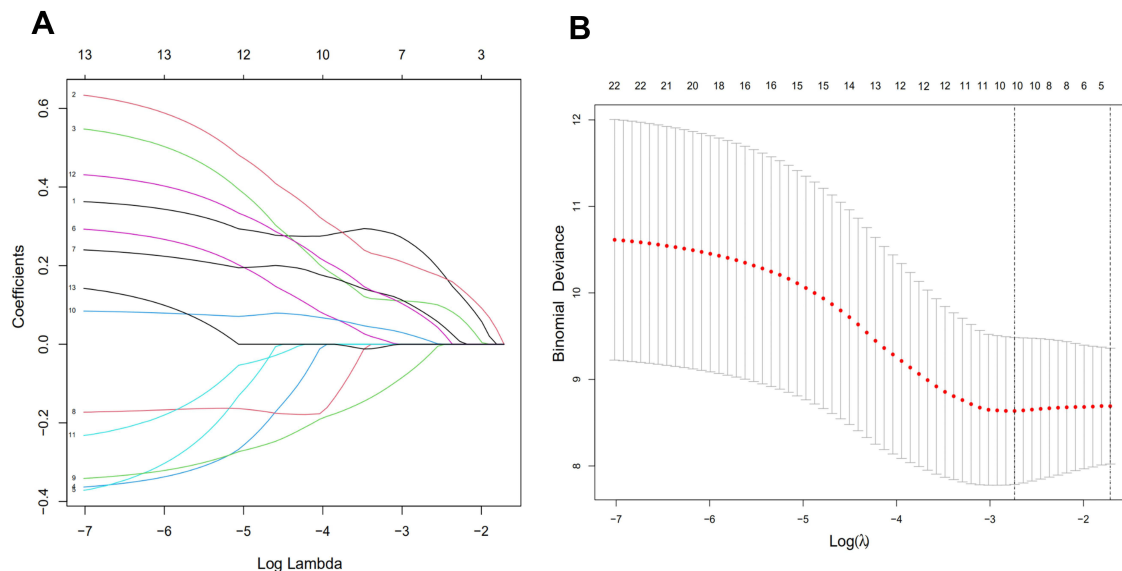 A
13 13 12 10 7 3
0.6
0.4
0.2
0.0
−0.2
−0.4
Coefficients
2
3
12
1
6
7
13
10
8
11
9
4
5
−7 −6 −5 −4 −3 −2
Log Lambda
B
22 22 21 20 18 16 16 15 15 14 13 12 12 12 11 11 10 10 10 8 8 6 5
12
11
10
9
8
Binomial Deviance
−7 −6 −5 −4 −3 −2
Log(λ)